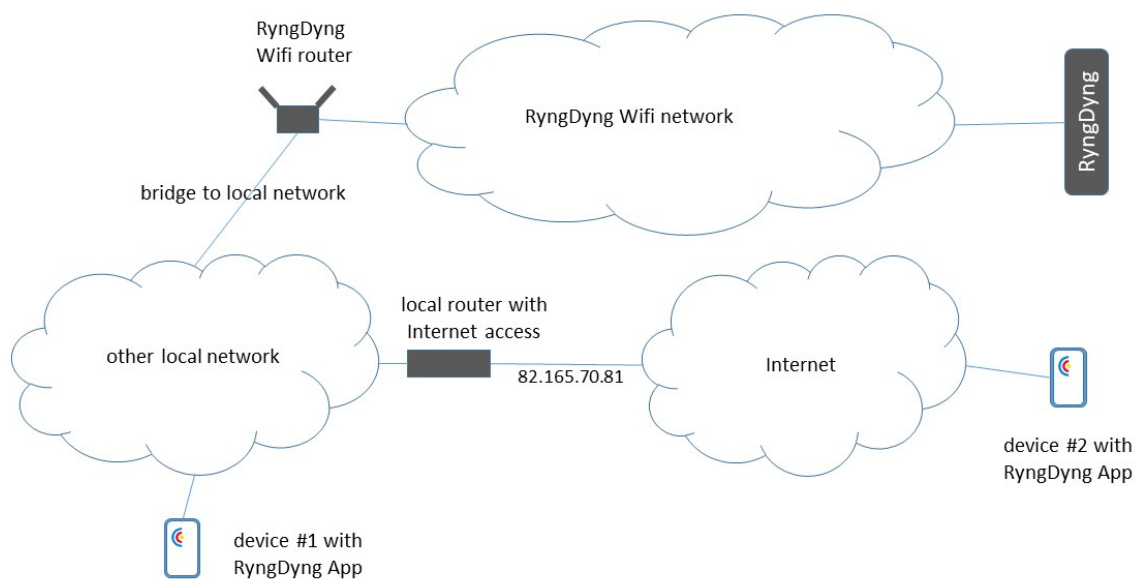 RyngDyng
Wifi router
RyngDyng Wifi network
RyngDyng
bridge to local network
local router with
Internet access
other local network
82.165.70.81
Internet
device #2 with
RyngDyng App
device #1 with
RyngDyng App